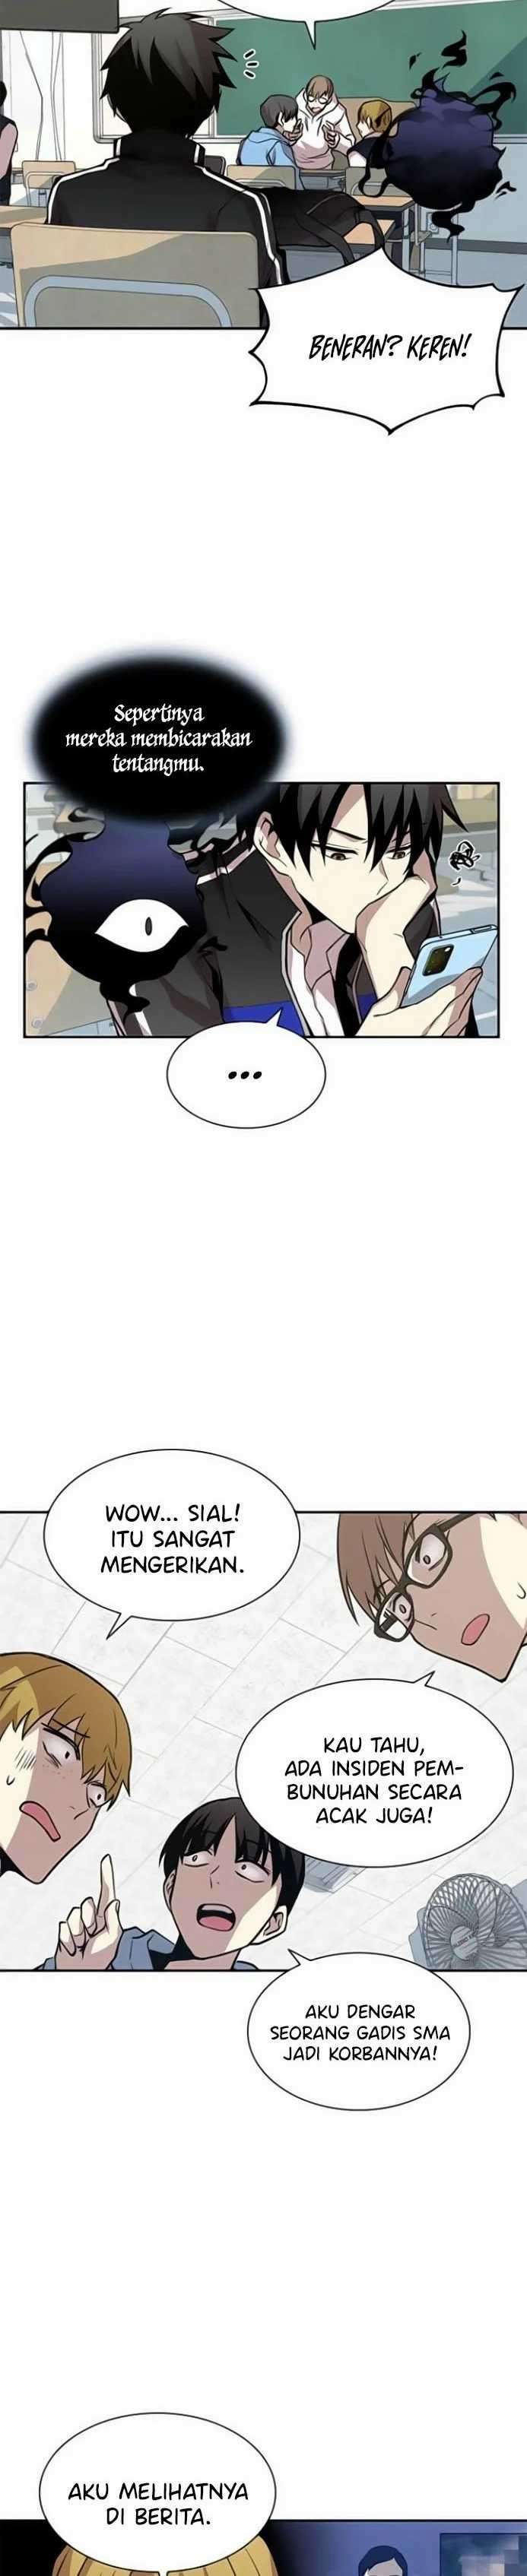 BENERAN? KEREN!
Sepertinya
mereka membicarakan
tentangmu.
...
WOW... SIAL!
ITU SANGAT
MENGERIKAN.
KAU TAHU,
ADA INSIDEN PEM-
BUNUHAN SECARA
ACAK JUGA!
AKU DENGAR
SEORANG GADIS SMA
JADI KORBANNYA!
AKU MELIHATNYA
DI BERITA.